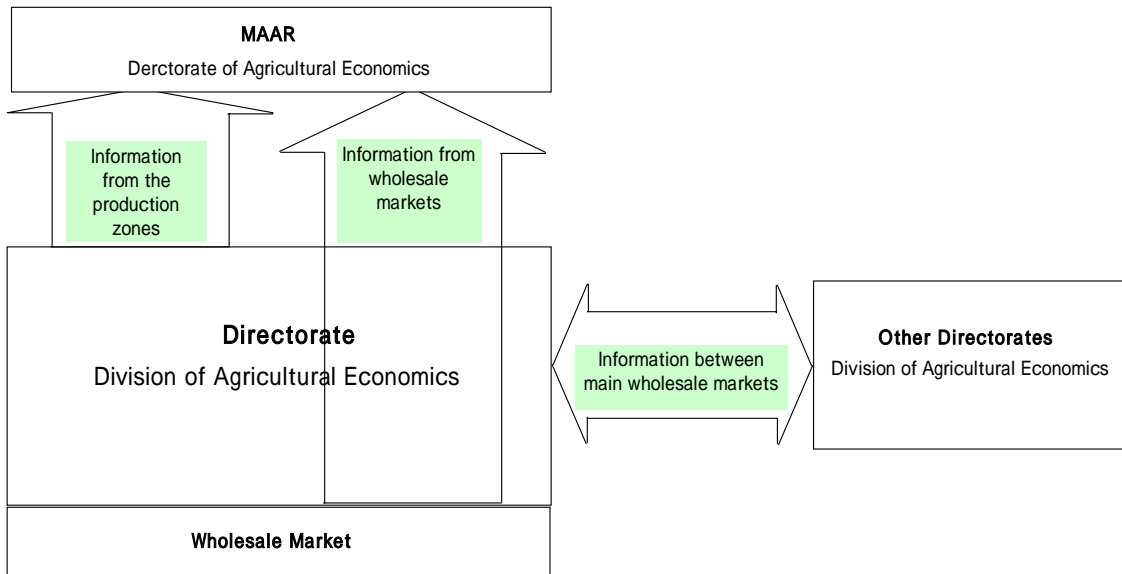 MAAR
Derctorate of Agricultural Economics
Information
from the
production
zones
Information from
wholesale
markets
Directorate
Division of Agricultural Economics
Information between
main wholesale markets
Other Directorates
Division of Agricultural Economics
Wholesale Market